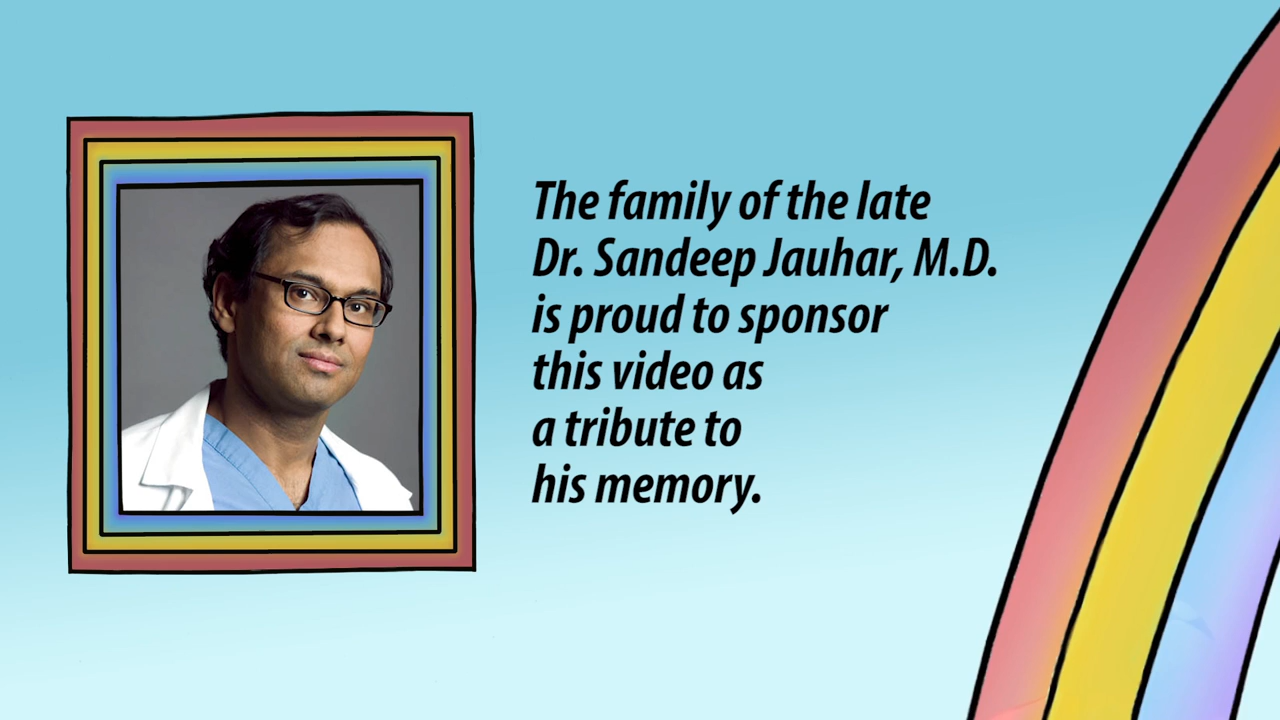 The family of the late
Dr. Sandeep Jauhar, M.D.
is proud to sponsor
this video as
a tribute to
his memory.